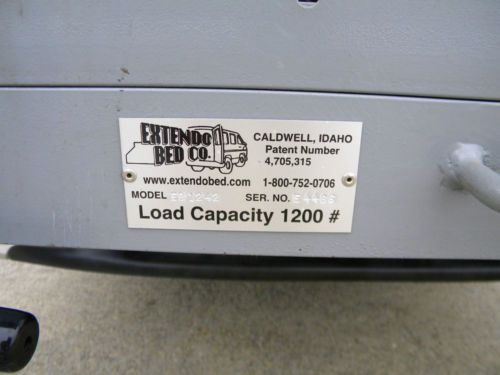 EXTENDO
BED CO.
CALDWELL, IDAHO
Patent Number
4,705,315
www.extendobed.com 1-800-752-0706
MODEL SER. NO. E4466
Load Capacity 1200 #